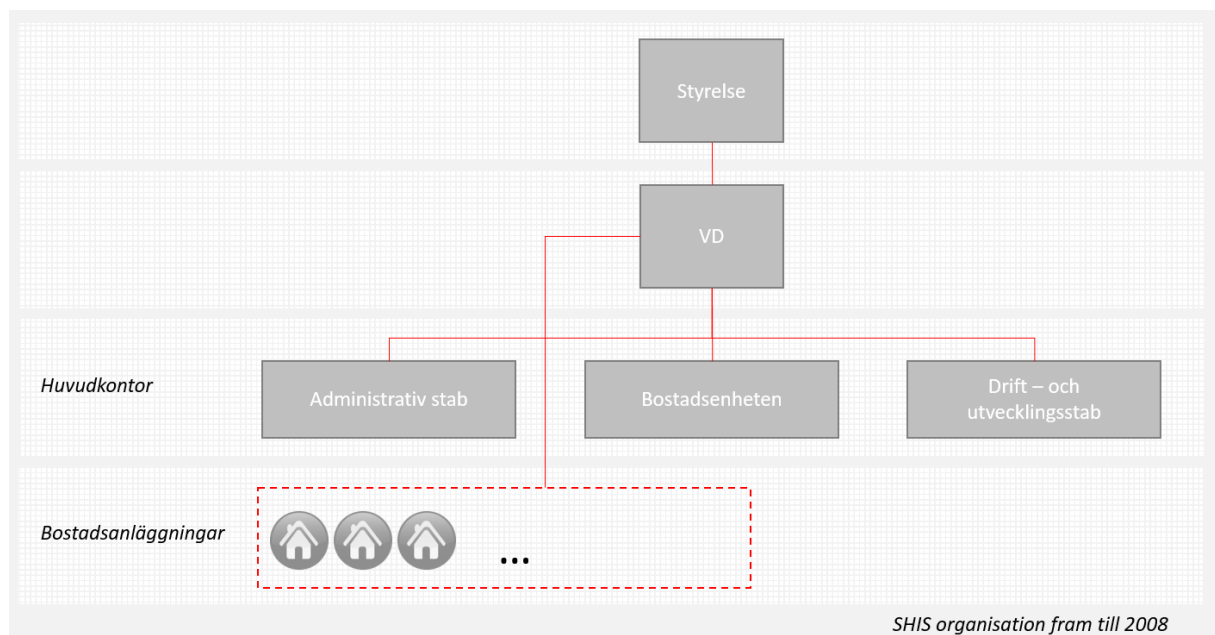 Styrelse
VD
Huvudkontor
Administrativ stab
Bostadsenheten
Drift – och
utvecklingsstab
Bostadsanläggningar
...
SHIS organisation fram till 2008